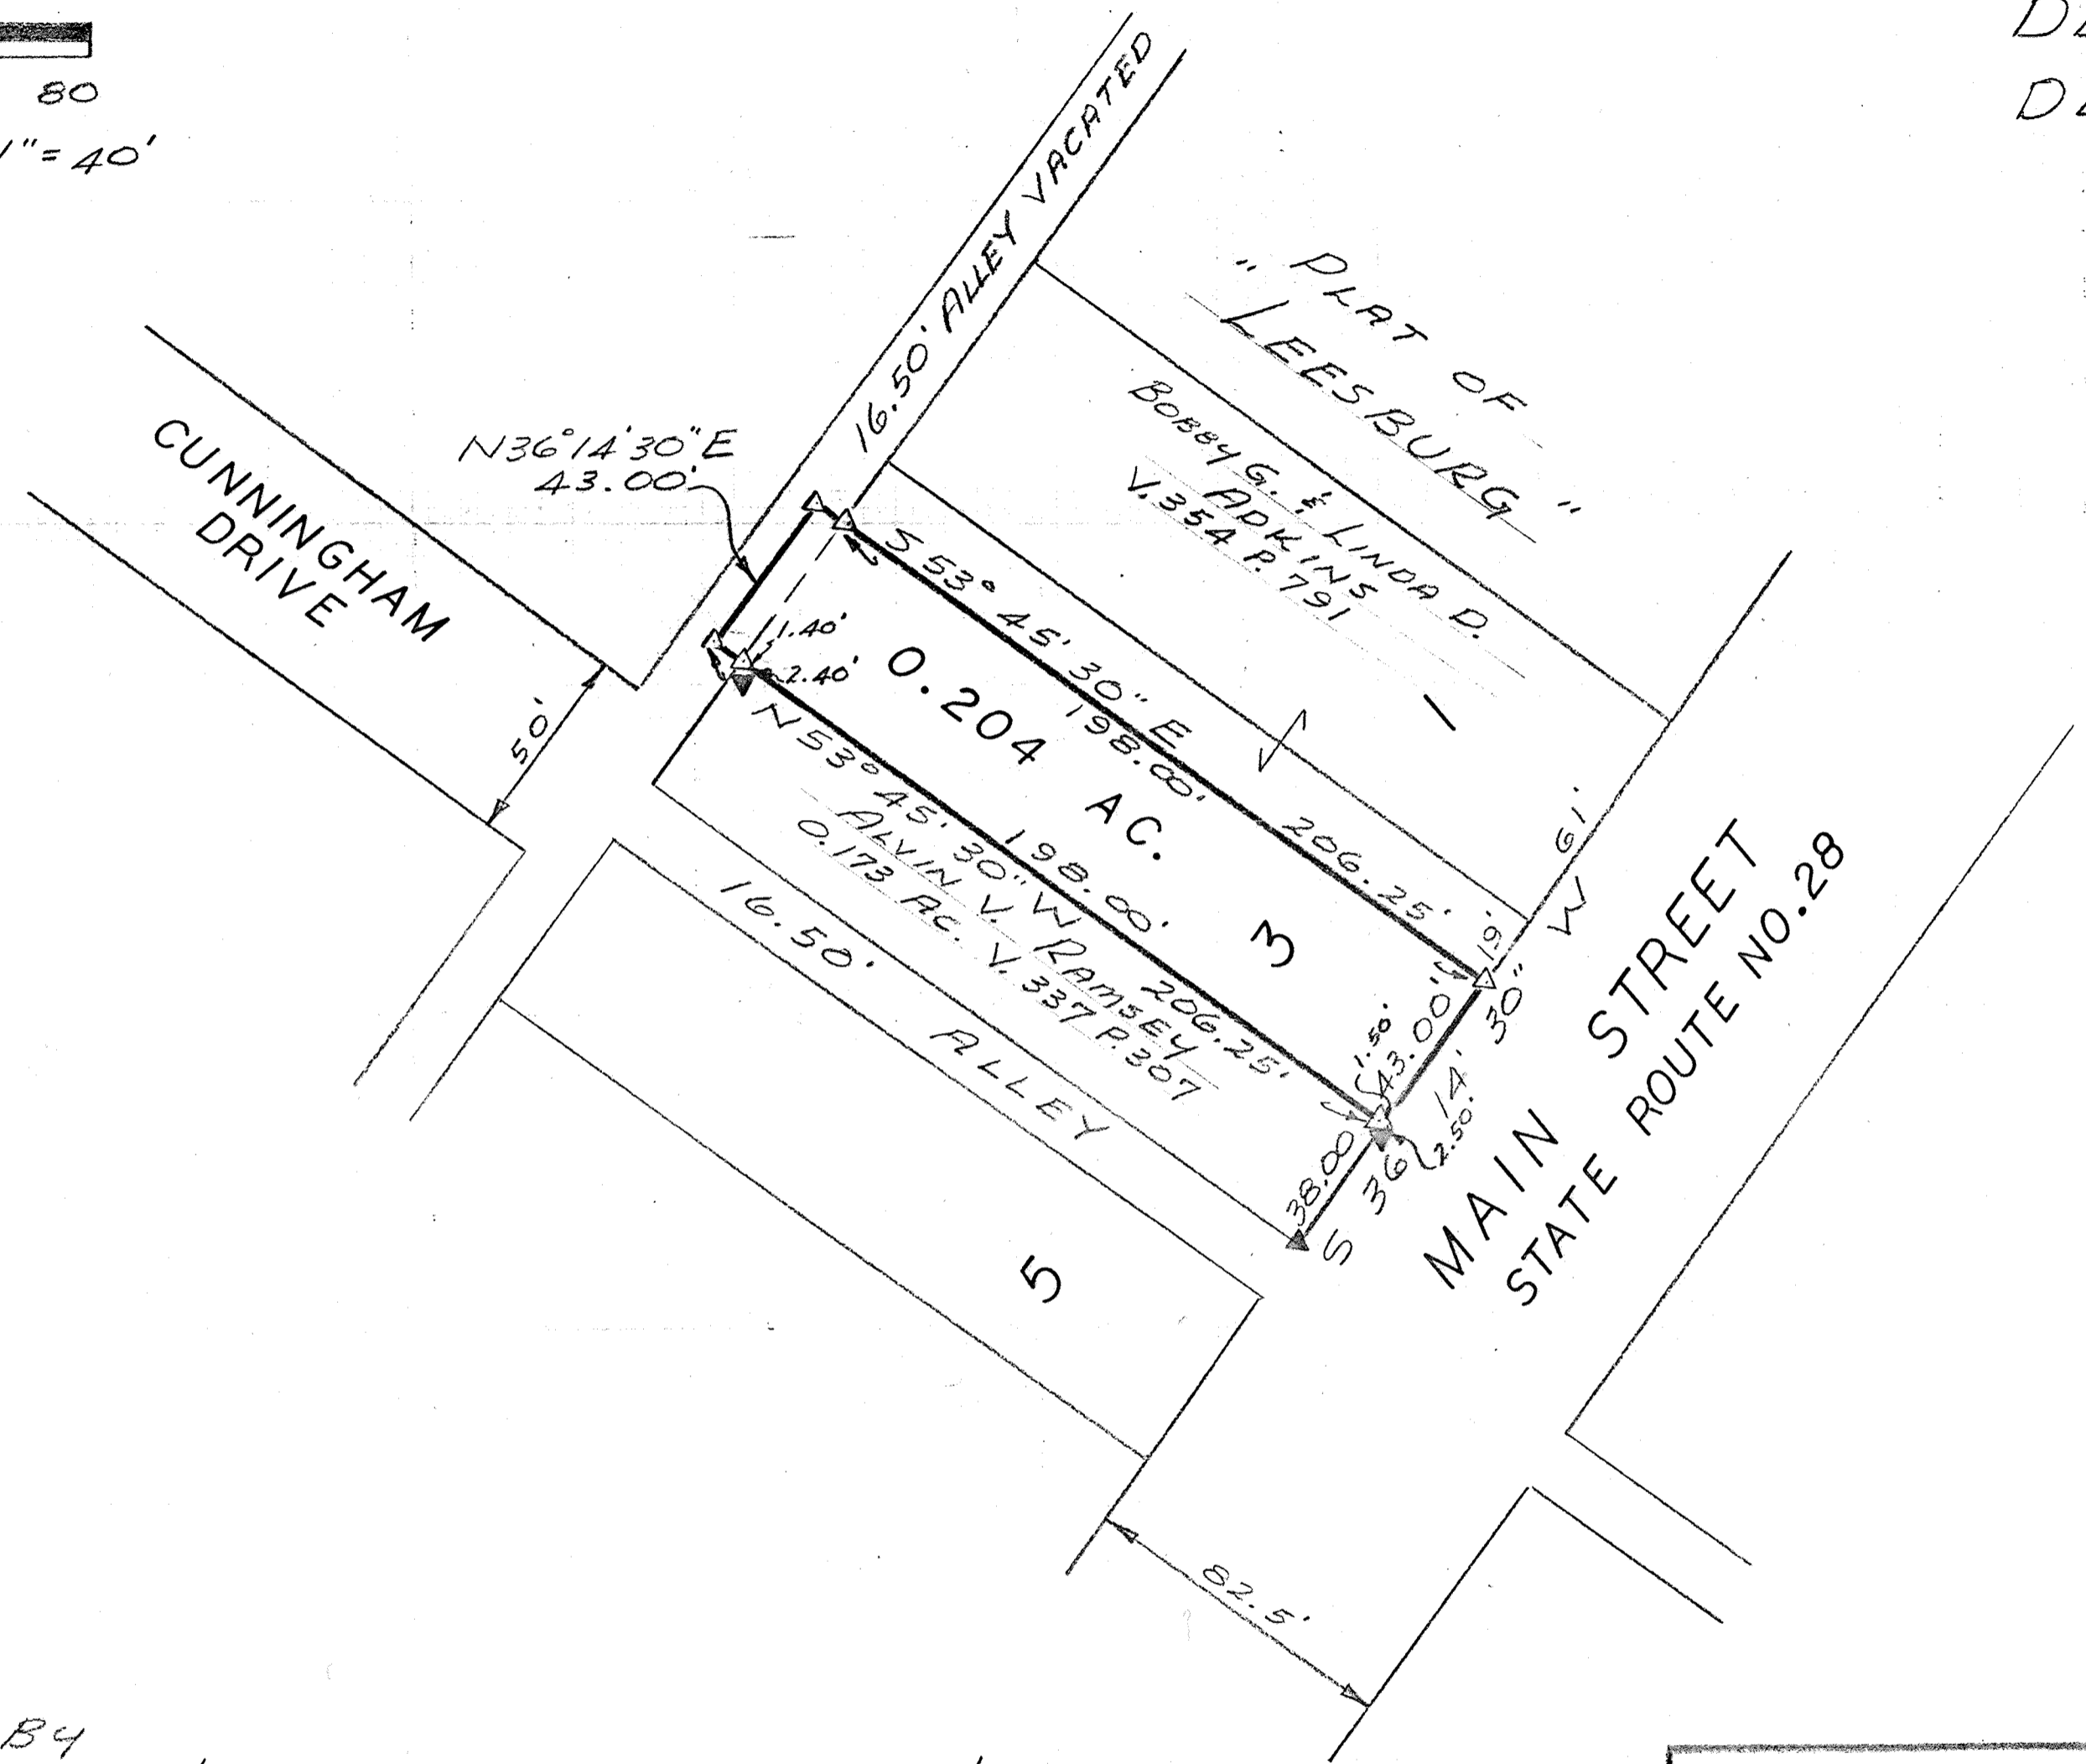 80
1"= 40'
16.50' ALLEY VACATED
" PLAT OF
LEESBURG "
N36°14'30"E
43.00'
CUNNINGHAM
DRIVE
BOBBY G. & LINDA D.
ADKINS
V.354 P.791
1
S 53° 45' 30" E
198.00'
206.25'
1.40'
2.40'
0.204 AC.
3
50'
N 53° 45' 30" W
198.00'
206.25'
ALVIN V. RAMSEY
0.173 AC. V.337 P.307
16.50' ALLEY
61'
19'
43.00'
1.50'
2.50'
38.00'
S 36° 14' 30" W
MAIN STREET
STATE ROUTE NO.28
5
82.5'
BY